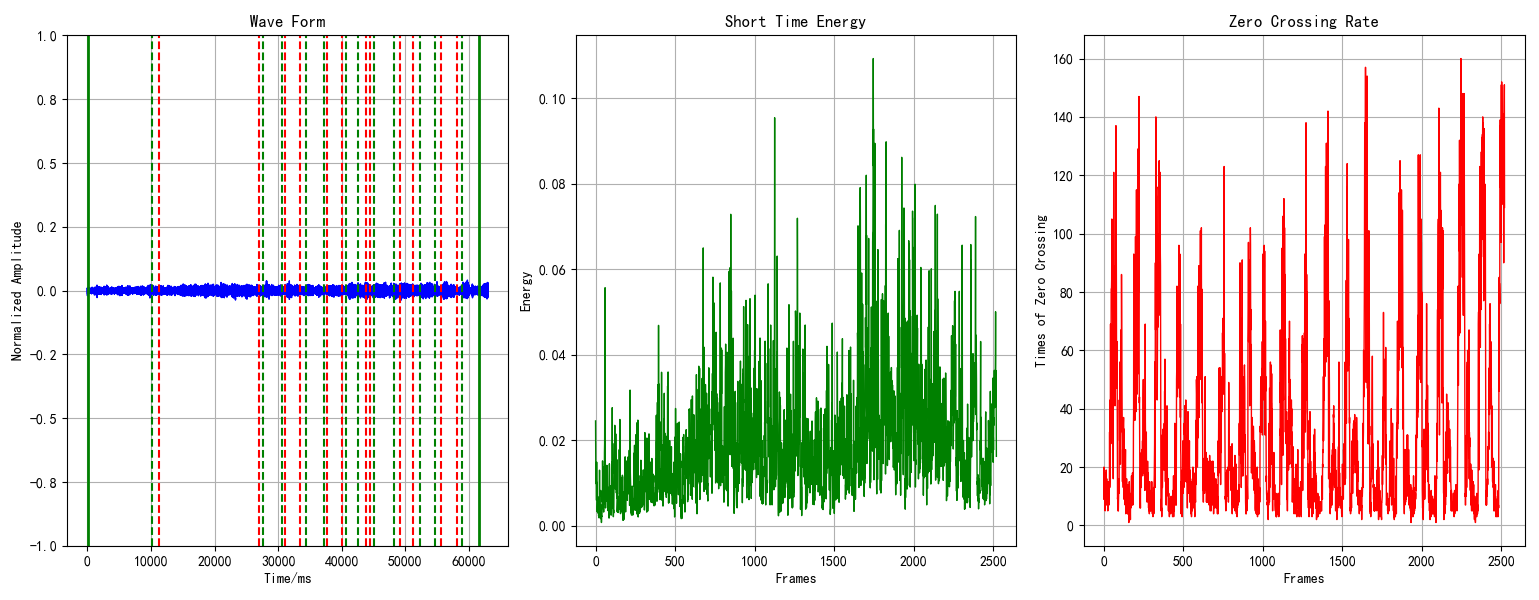 Wave Form
1.0
0.8
0.5
0.2
0.0
−0.2
−0.5
−0.8
−1.0
Normalized Amplitude
0 10000 20000 30000 40000 50000 60000
Time/ms
Short Time Energy
0.10
0.08
0.06
0.04
0.02
0.00
Energy
0 500 1000 1500 2000 2500
Frames
Zero Crossing Rate
160
140
120
100
80
60
40
20
0
Times of Zero Crossing
0 500 1000 1500 2000 2500
Frames